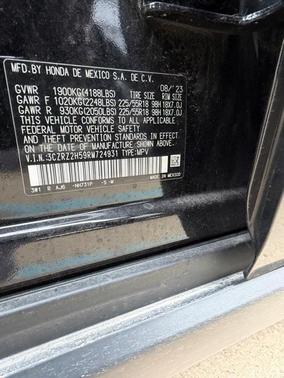 MFD.BY HONDA DE MEXICO S.A. DE C.V.
08/'23
GVWR 1900KG(4188LBS) TIRE SIZE RIM SIZE
GAWR F 1020KG(2248LBS) 225/55R18 98H 18X7.0J
GAWR R 930KG(2050LBS) 225/55R18 98H 18X7.0J
THIS VEHICLE CONFORMS TO ALL APPLICABLE
FEDERAL MOTOR VEHICLE SAFETY
STANDARDS IN EFFECT ON THE DATE OF
MANUFACTURE SHOWN ABOVE.
V.I.N:3CZRZ2H59RM724931 TYPE:MPV
3W1 R AJ6 -NH731P -S -W
MADE IN MEXICO